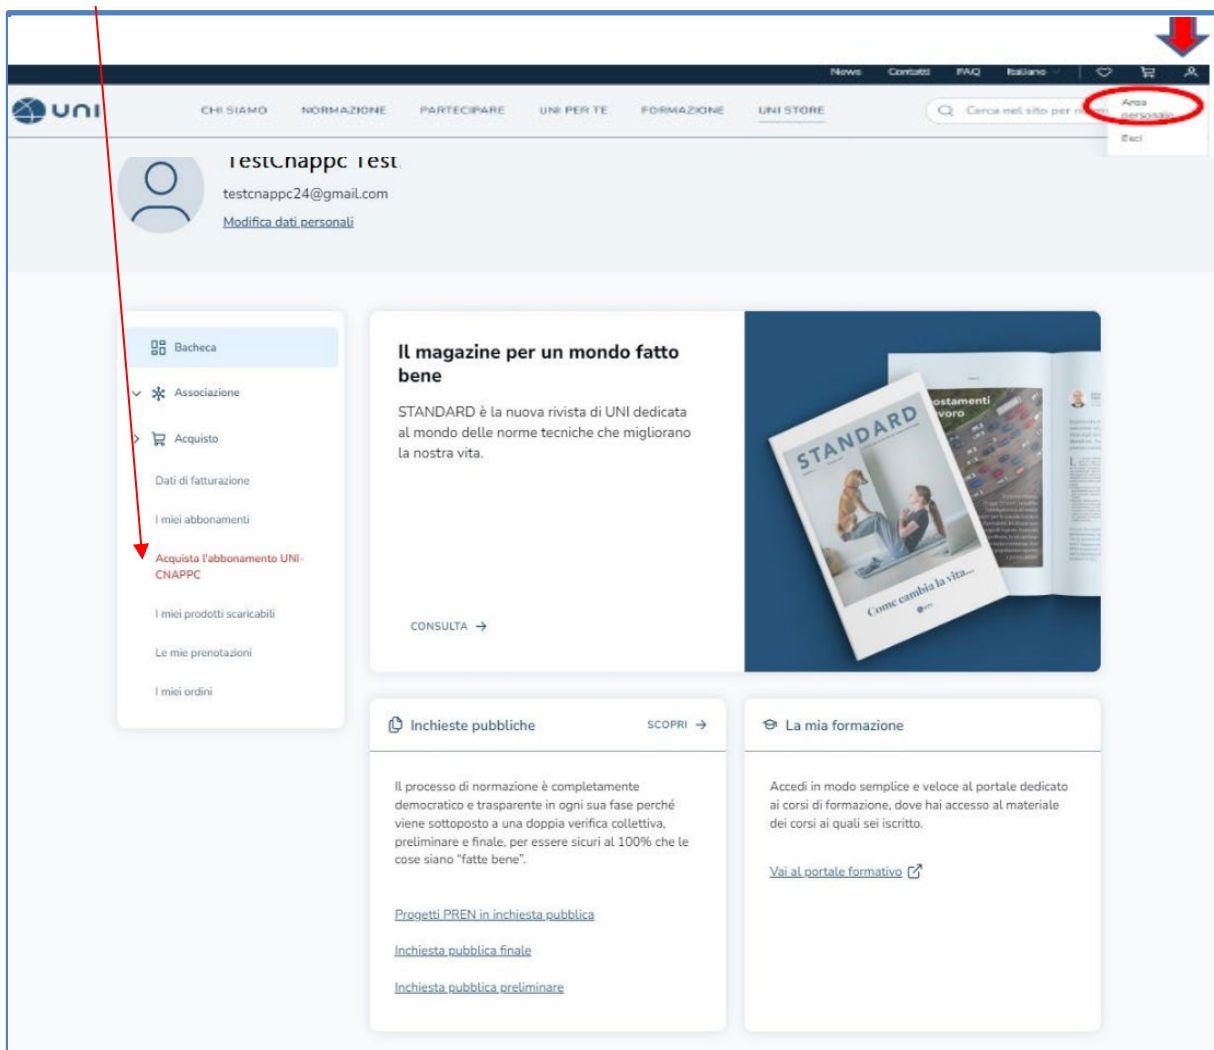 News Contatti FAQ Italiano
UNI CHI SIAMO NORMAZIONE PARTECIPARE UNI PER TE FORMAZIONE UNI STORE Cerca nel sito per
Area
personale
Esci
TestCnappc Test
testcnappc24@gmail.com
Modifica dati personali
Bacheca
Associazione
Acquisto
Dati di fatturazione
I miei abbonamenti
Acquista l'abbonamento UNI-
CNAPPC
I miei prodotti scaricabili
Le mie prenotazioni
I miei ordini
Il magazine per un mondo fatto
bene
STANDARD è la nuova rivista di UNI dedicata
al mondo delle norme tecniche che migliorano
la nostra vita.
CONSULTA →
STANDARD
Come cambia la vita...
ostamenti
voro
Inchieste pubbliche SCOPRI →
Il processo di normazione è completamente
democratico e trasparente in ogni sua fase perché
viene sottoposto a una doppia verifica collettiva,
preliminare e finale, per essere sicuri al 100% che le
cose siano "fatte bene".
Progetti PREN in inchiesta pubblica
Inchiesta pubblica finale
Inchiesta pubblica preliminare
La mia formazione
Accedi in modo semplice e veloce al portale dedicato
ai corsi di formazione, dove hai accesso al materiale
dei corsi ai quali sei iscritto.
Vai al portale formativo